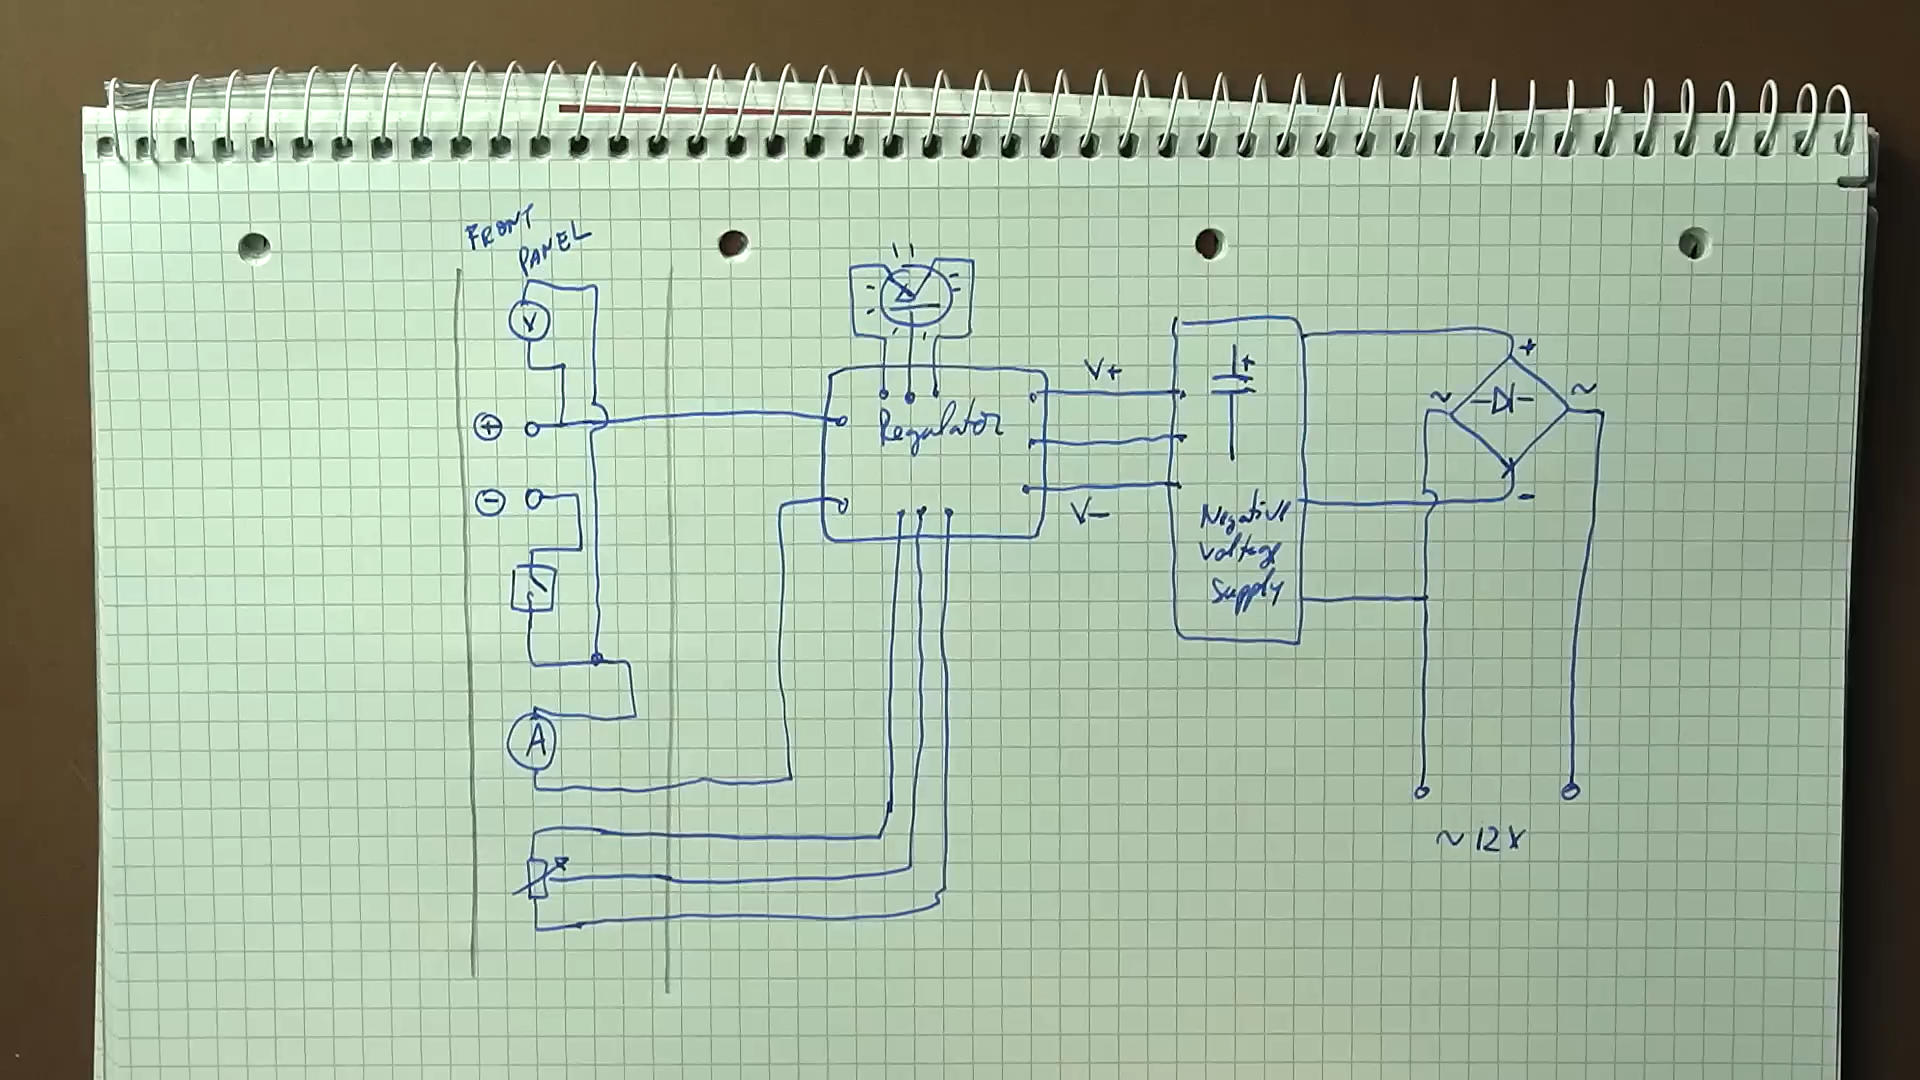 FRONT
PANEL
V
+
-
A
Regulator
V+
V-
+
Negative
voltage
supply
+
~
~
-
~ 12V